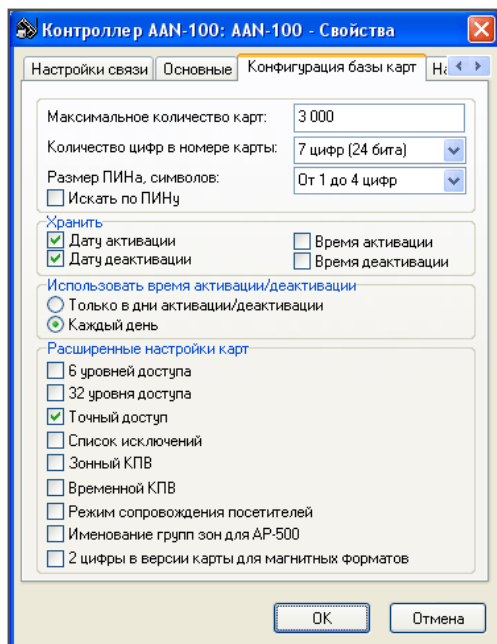 Контроллер AAN-100: AAN-100 - Свойства
Настройки связи Основные Конфигурация базы карт На
Максимальное количество карт: 3 000
Количество цифр в номере карты: 7 цифр (24 бита)
Размер ПИНа, символов: От 1 до 4 цифр
Искать по ПИНу
Хранить
Дату активации Время активации
Дату деактивации Время деактивации
Использовать время активации/деактивации
Только в дни активации/деактивации
Каждый день
Расширенные настройки карт
6 уровней доступа
32 уровня доступа
Точный доступ
Список исключений
Зонный КПВ
Временной КПВ
Режим сопровождения посетителей
Именование групп зон для AP-500
2 цифры в версии карты для магнитных форматов
OK Отмена